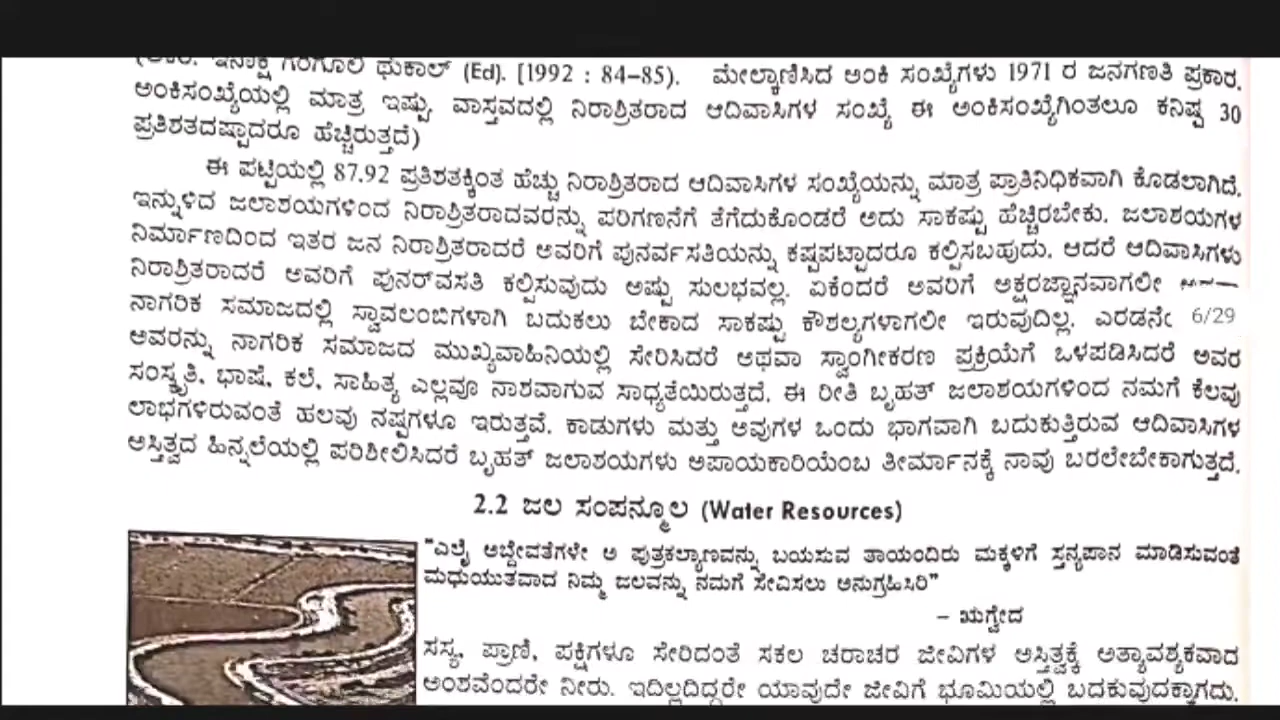 ಗಂಗೂಲಿ ಥುಕಾಲ್ (Ed). [1992 : 84–85). ಮೇಲ್ಕಾಣಿಸಿದ ಅಂಕಿ ಸಂಖ್ಯೆಗಳು 1971 ರ ಜನಗಣತಿ ಪ್ರಕಾರ.
ಅಂಕಿಸಂಖ್ಯೆಯಲ್ಲಿ ಮಾತ್ರ ಇಷ್ಟು. ವಾಸ್ತವದಲ್ಲಿ ನಿರಾಶ್ರಿತರಾದ ಆದಿವಾಸಿಗಳ ಸಂಖ್ಯೆ ಈ ಅಂಕಿಸಂಖ್ಯೆಗಿಂತಲೂ ಕನಿಷ್ಠ 30
ಪ್ರತಿಶತದಷ್ಟಾದರೂ ಹೆಚ್ಚಿರುತ್ತದೆ)
ಈ ಪಟ್ಟಿಯಲ್ಲಿ 87.92 ಪ್ರತಿಶತಕ್ಕಿಂತ ಹೆಚ್ಚು ನಿರಾಶ್ರಿತರಾದ ಆದಿವಾಸಿಗಳ ಸಂಖ್ಯೆಯನ್ನು ಮಾತ್ರ ಪ್ರಾತಿನಿಧಿಕವಾಗಿ ಕೊಡಲಾಗಿದೆ.
ಇನ್ನುಳಿದ ಜಲಾಶಯಗಳಿಂದ ನಿರಾಶ್ರಿತರಾದವರನ್ನು ಪರಿಗಣನೆಗೆ ತೆಗೆದುಕೊಂಡರೆ ಅದು ಸಾಕಷ್ಟು ಹೆಚ್ಚಿರಬೇಕು. ಜಲಾಶಯಗಳ
ನಿರ್ಮಾಣದಿಂದ ಇತರ ಜನ ನಿರಾಶ್ರಿತರಾದರೆ ಅವರಿಗೆ ಪುನರ್ವಸತಿಯನ್ನು ಕಷ್ಟಪಟ್ಟಾದರೂ ಕಲ್ಪಿಸಬಹುದು. ಆದರೆ ಆದಿವಾಸಿಗಳು
ನಿರಾಶ್ರಿತರಾದರೆ ಅವರಿಗೆ ಪುನರ್‌ವಸತಿ ಕಲ್ಪಿಸುವುದು ಅಷ್ಟು ಸುಲಭವಲ್ಲ. ಏಕೆಂದರೆ ಅವರಿಗೆ ಅಕ್ಷರಜ್ಞಾನವಾಗಲೀ
ನಾಗರಿಕ ಸಮಾಜದಲ್ಲಿ ಸ್ವಾವಲಂಬಿಗಳಾಗಿ ಬದುಕಲು ಬೇಕಾದ ಸಾಕಷ್ಟು ಕೌಶಲ್ಯಗಳಾಗಲೀ ಇರುವುದಿಲ್ಲ. 6/29
ಅವರನ್ನು ನಾಗರಿಕ ಸಮಾಜದ ಮುಖ್ಯವಾಹಿನಿಯಲ್ಲಿ ಸೇರಿಸಿದರೆ ಅಥವಾ ಸ್ವಾಂಗೀಕರಣ ಪ್ರಕ್ರಿಯೆಗೆ ಒಳಪಡಿಸಿದರೆ ಅವರ
ಸಂಸ್ಕೃತಿ, ಭಾಷೆ, ಕಲೆ, ಸಾಹಿತ್ಯ ಎಲ್ಲವೂ ನಾಶವಾಗುವ ಸಾಧ್ಯತೆಯಿರುತ್ತದೆ. ಈ ರೀತಿ ಬೃಹತ್ ಜಲಾಶಯಗಳಿಂದ ನಮಗೆ ಕೆಲವು
ಲಾಭಗಳಿರುವಂತೆ ಹಲವು ನಷ್ಟಗಳೂ ಇರುತ್ತವೆ. ಕಾಡುಗಳು ಮತ್ತು ಅವುಗಳ ಒಂದು ಭಾಗವಾಗಿ ಬದುಕುತ್ತಿರುವ ಆದಿವಾಸಿಗಳ
ಅಸ್ತಿತ್ವದ ಹಿನ್ನಲೆಯಲ್ಲಿ ಪರಿಶೀಲಿಸಿದರೆ ಬೃಹತ್ ಜಲಾಶಯಗಳು ಅಪಾಯಕಾರಿಯೆಂಬ ತೀರ್ಮಾನಕ್ಕೆ ನಾವು ಬರಲೇಬೇಕಾಗುತ್ತದೆ.
2.2 ಜಲ ಸಂಪನ್ಮೂಲ (Water Resources)
"ಎಲೈ ಅಬ್ದೇವತೆಗಳೇ ಆ ಪುತ್ರಕಲ್ಯಾಣವನ್ನು ಬಯಸುವ ತಾಯಂದಿರು ಮಕ್ಕಳಿಗೆ ಸ್ತನ್ಯಪಾನ ಮಾಡಿಸುವಂತೆ
ಮಧುಯುತವಾದ ನಿಮ್ಮ ಜಲವನ್ನು ನಮಗೆ ಸೇವಿಸಲು ಅನುಗ್ರಹಿಸಿರಿ"
– ಋಗ್ವೇದ
ಸಸ್ಯ, ಪ್ರಾಣಿ, ಪಕ್ಷಿಗಳೂ ಸೇರಿದಂತೆ ಸಕಲ ಚರಾಚರ ಜೀವಿಗಳ ಅಸ್ತಿತ್ವಕ್ಕೆ ಅತ್ಯಾವಶ್ಯಕವಾದ
ಅಂಶವೆಂದರೇ ನೀರು. ಇದಿಲ್ಲದಿದ್ದರೇ ಯಾವುದೇ ಜೀವಿಗೆ ಭೂಮಿಯಲ್ಲಿ ಬದಕುವುದಕ್ಕಾಗದು.